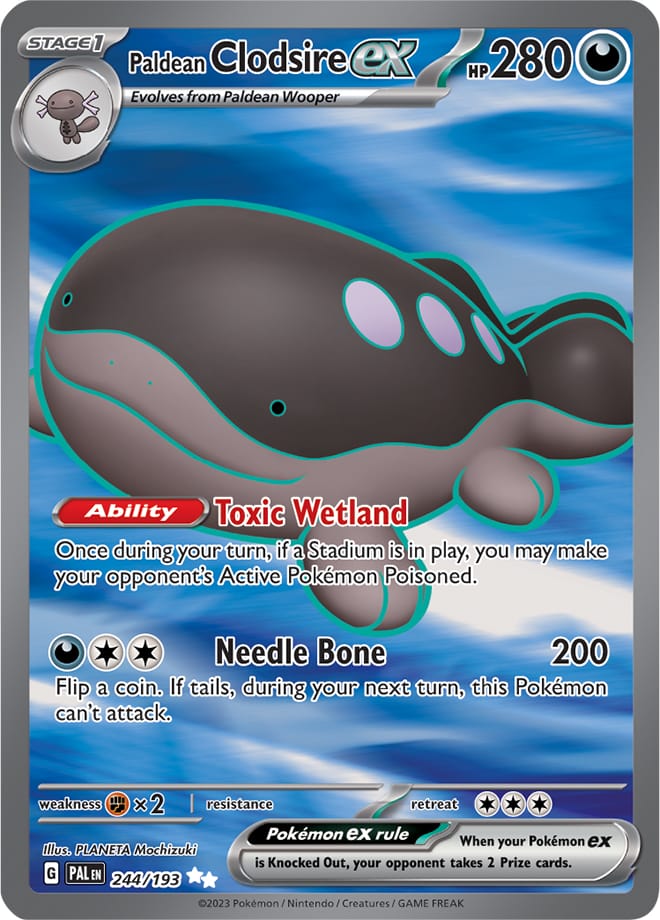 STAGE 1
Paldean Clodsire ex HP 280
Evolves from Paldean Wooper
Ability Toxic Wetland
Once during your turn, if a Stadium is in play, you may make
your opponent's Active Pokémon Poisoned.
Needle Bone 200
Flip a coin. If tails, during your next turn, this Pokémon
can't attack.
weakness ×2 resistance retreat
Illus. PLANETA Mochizuki
Pokémon ex rule When your Pokémon ex
is Knocked Out, your opponent takes 2 Prize cards.
G PAL EN 244/193
©2023 Pokémon / Nintendo / Creatures / GAME FREAK